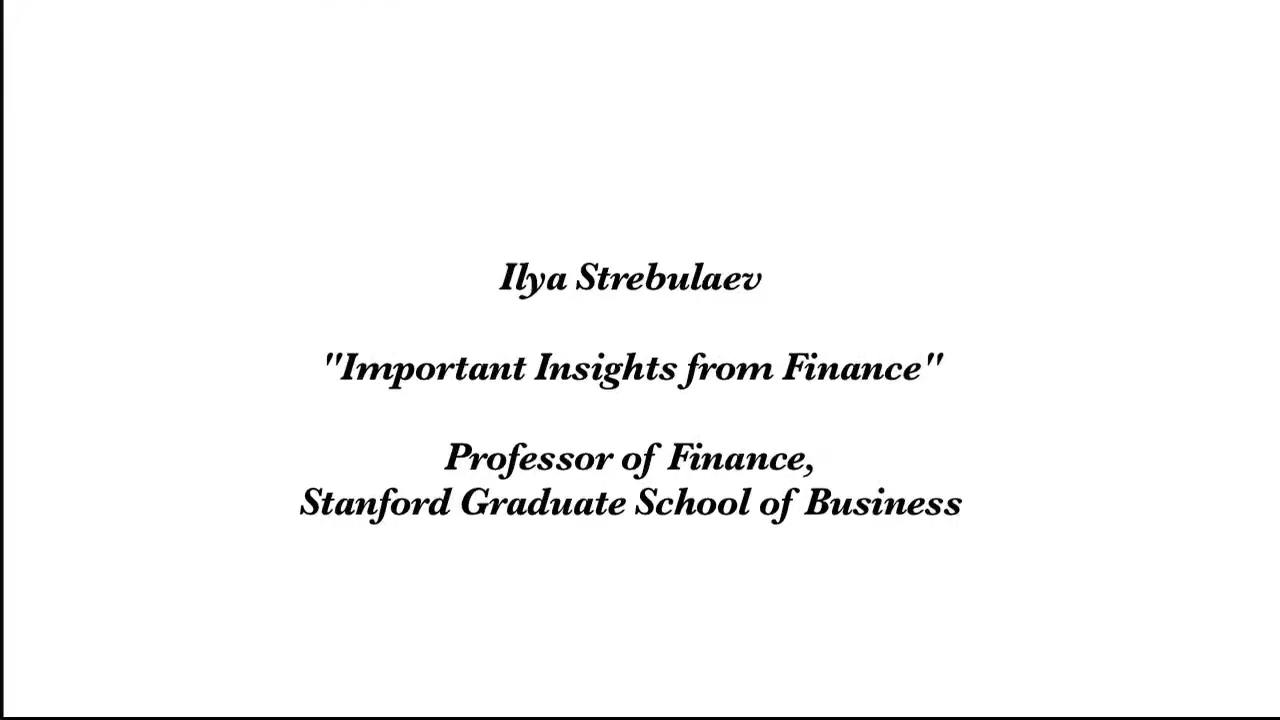 Ilya Strebulaev
"Important Insights from Finance"
Professor of Finance,
Stanford Graduate School of Business